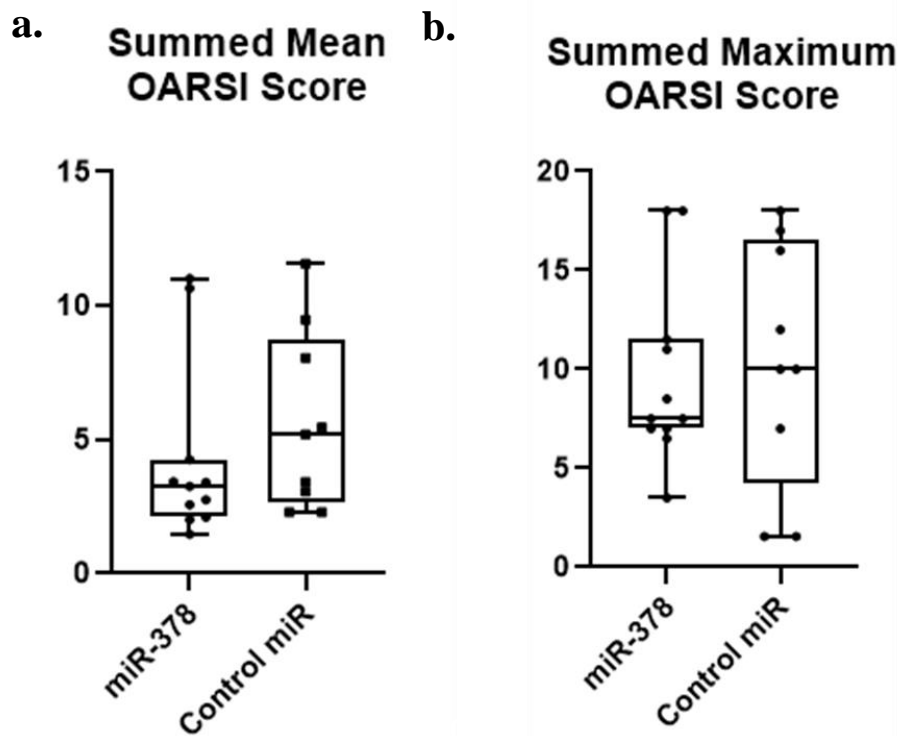 a.
Summed Mean
OARSI Score
15
10
5
0
miR-378
Control miR
b.
Summed Maximum
OARSI Score
20
15
10
5
0
miR-378
Control miR